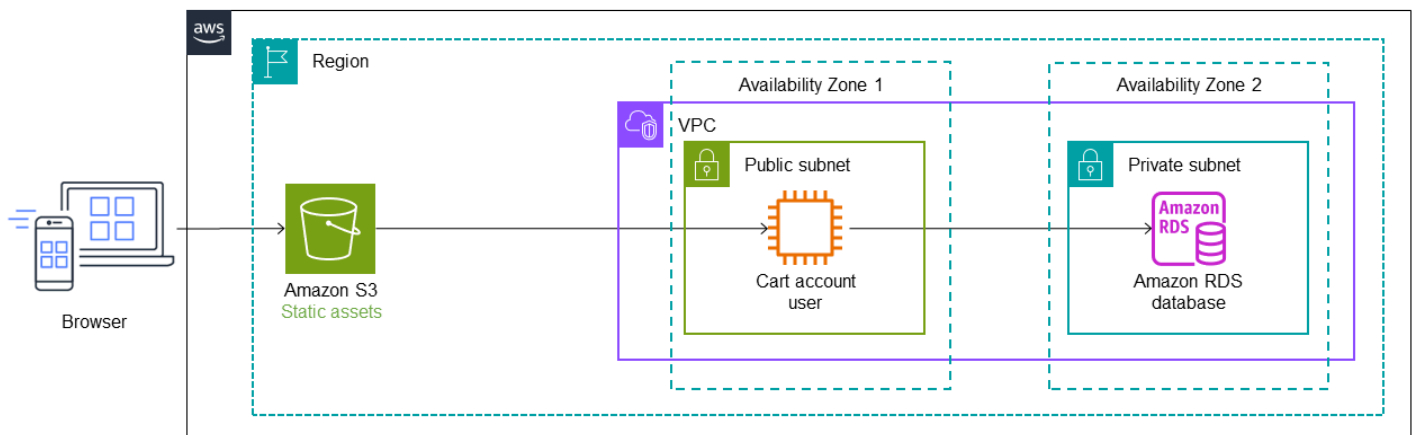 aws
Region
Availability Zone 1
Availability Zone 2
VPC
Public subnet
Private subnet
Amazon
RDS
Amazon S3
Static assets
Cart account
user
Amazon RDS
database
Browser